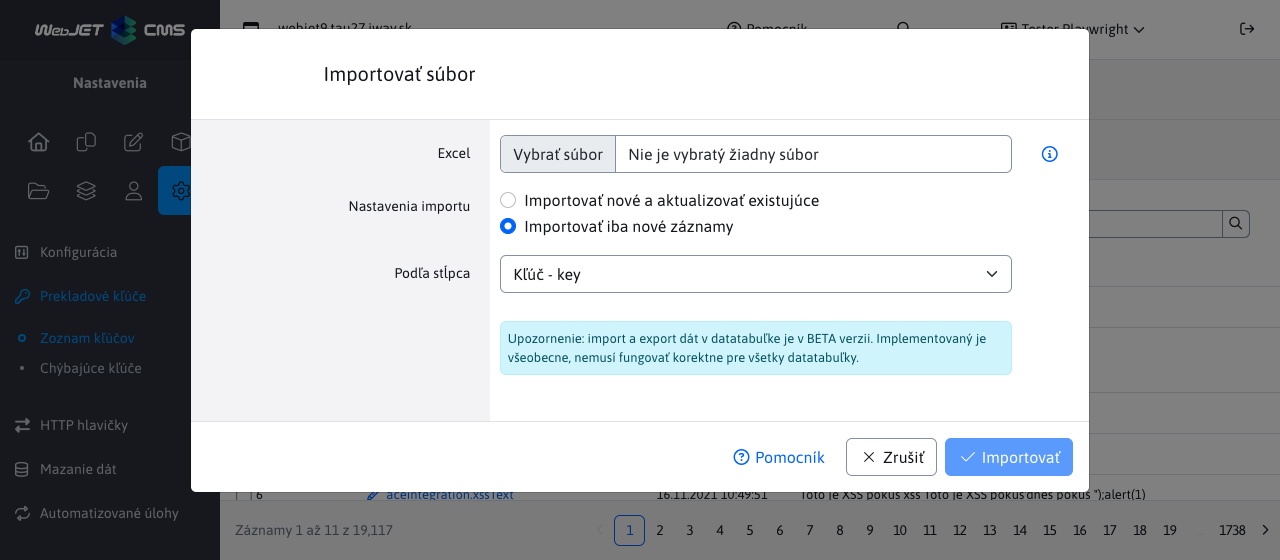 WebJET CMS
webjet9.tau27.iway.sk
Pomocník
Tester Playwright
Nastavenia
Importovať súbor
Excel
Vybrať súbor
Nie je vybratý žiadny súbor
Nastavenia importu
Importovať nové a aktualizovať existujúce
Importovať iba nové záznamy
Podľa stĺpca
Kľúč - key
Upozornenie: import a export dát v datatabuľke je v BETA verzii. Implementovaný je
všeobecne, nemusí fungovať korektne pre všetky datatabuľky.
Pomocník
Zrušiť
Importovať
Konfigurácia
Prekladové kľúče
Zoznam kľúčov
Chýbajúce kľúče
HTTP hlavičky
Mazanie dát
Automatizované úlohy
6 aceintegration.xssText 16.11.2021 10:49:51 Toto je XSS pokus xss Toto je XSS pokus dnes pokus ");alert(1)
Záznamy 1 až 11 z 19,117
1 2 3 4 5 6 7 8 9 10 11 12 13 14 15 16 17 18 19 … 1738